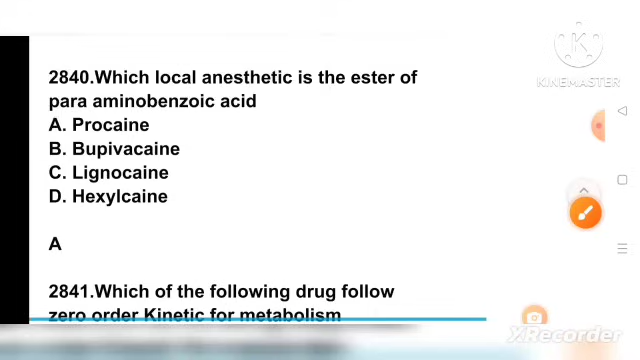 2840.Which local anesthetic is the ester of
para aminobenzoic acid
A. Procaine
B. Bupivacaine
C. Lignocaine
D. Hexylcaine
A
2841.Which of the following drug follow
zero order Kinetic for metabolism
K
KINEMASTER
XRecorder